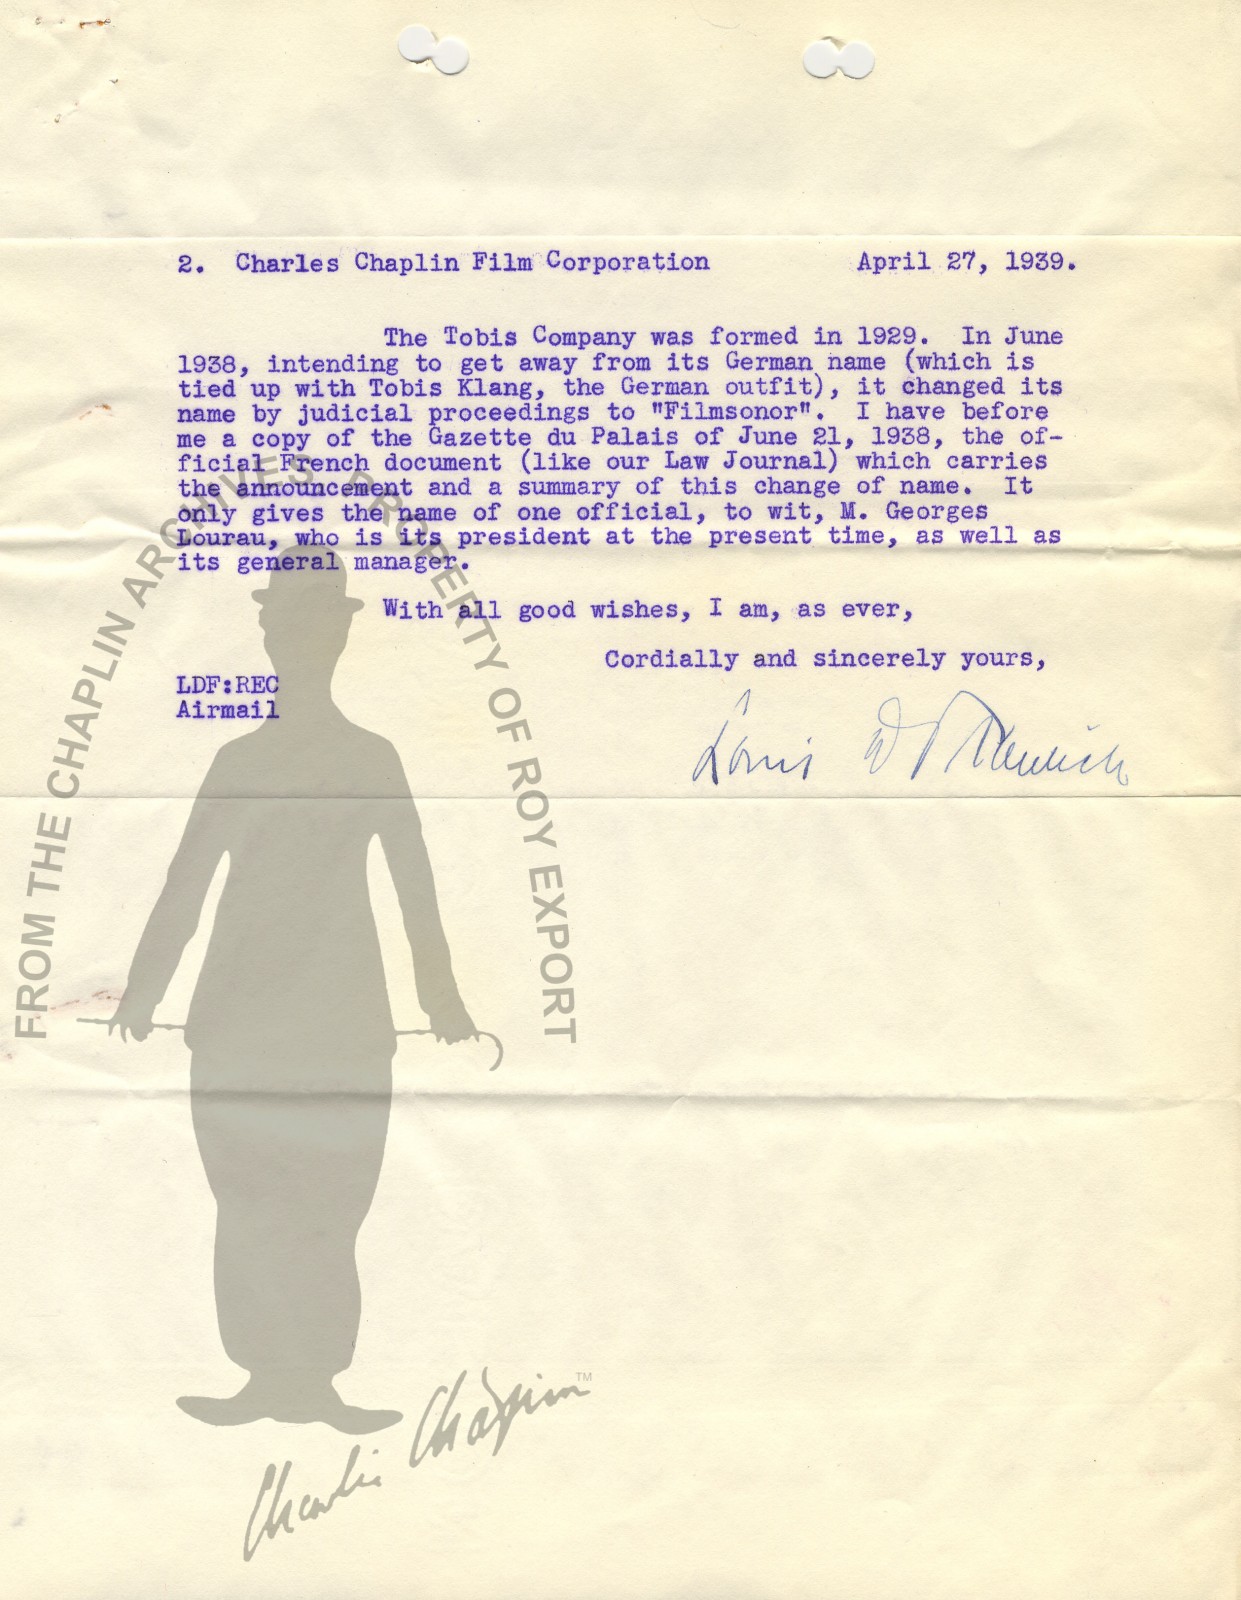 2. Charles Chaplin Film Corporation April 27, 1939.
The Tobis Company was formed in 1929. In June
1938, intending to get away from its German name (which is
tied up with Tobis Klang, the German outfit), it changed its
name by judicial proceedings to "Filmsonor". I have before
me a copy of the Gazette du Palais of June 21, 1938, the of-
ficial French document (like our Law Journal) which carries
the announcement and a summary of this change of name. It
only gives the name of one official, to wit, M. Georges
Lourau, who is its president at the present time, as well as
its general manager.
With all good wishes, I am, as ever,
Cordially and sincerely yours,
LDF:REC
Airmail
Louis D
FROM THE CHAPLIN ARCHIVES PROPERTY OF ROY EXPORT
Charlie Chaplin TM